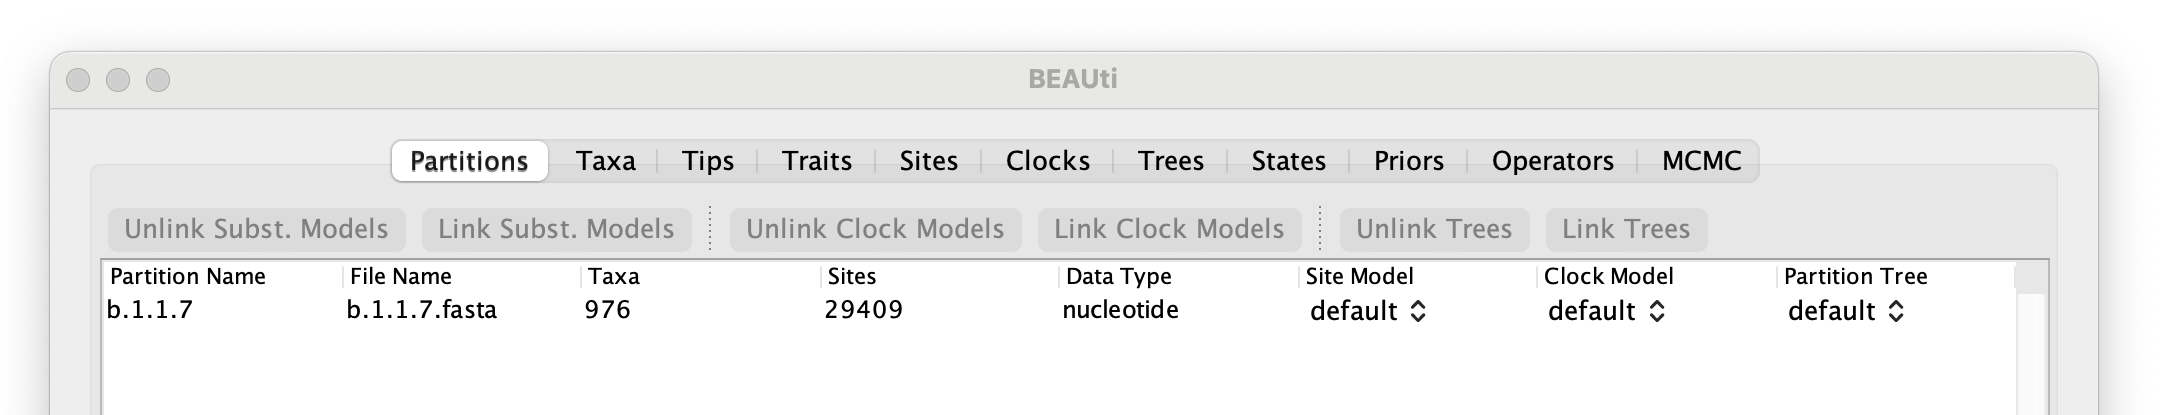 BEAUti
Partitions Taxa Tips Traits Sites Clocks Trees States Priors Operators MCMC
Unlink Subst. Models Link Subst. Models Unlink Clock Models Link Clock Models Unlink Trees Link Trees
Partition Name File Name Taxa Sites Data Type Site Model Clock Model Partition Tree
b.1.1.7 b.1.1.7.fasta 976 29409 nucleotide default default default